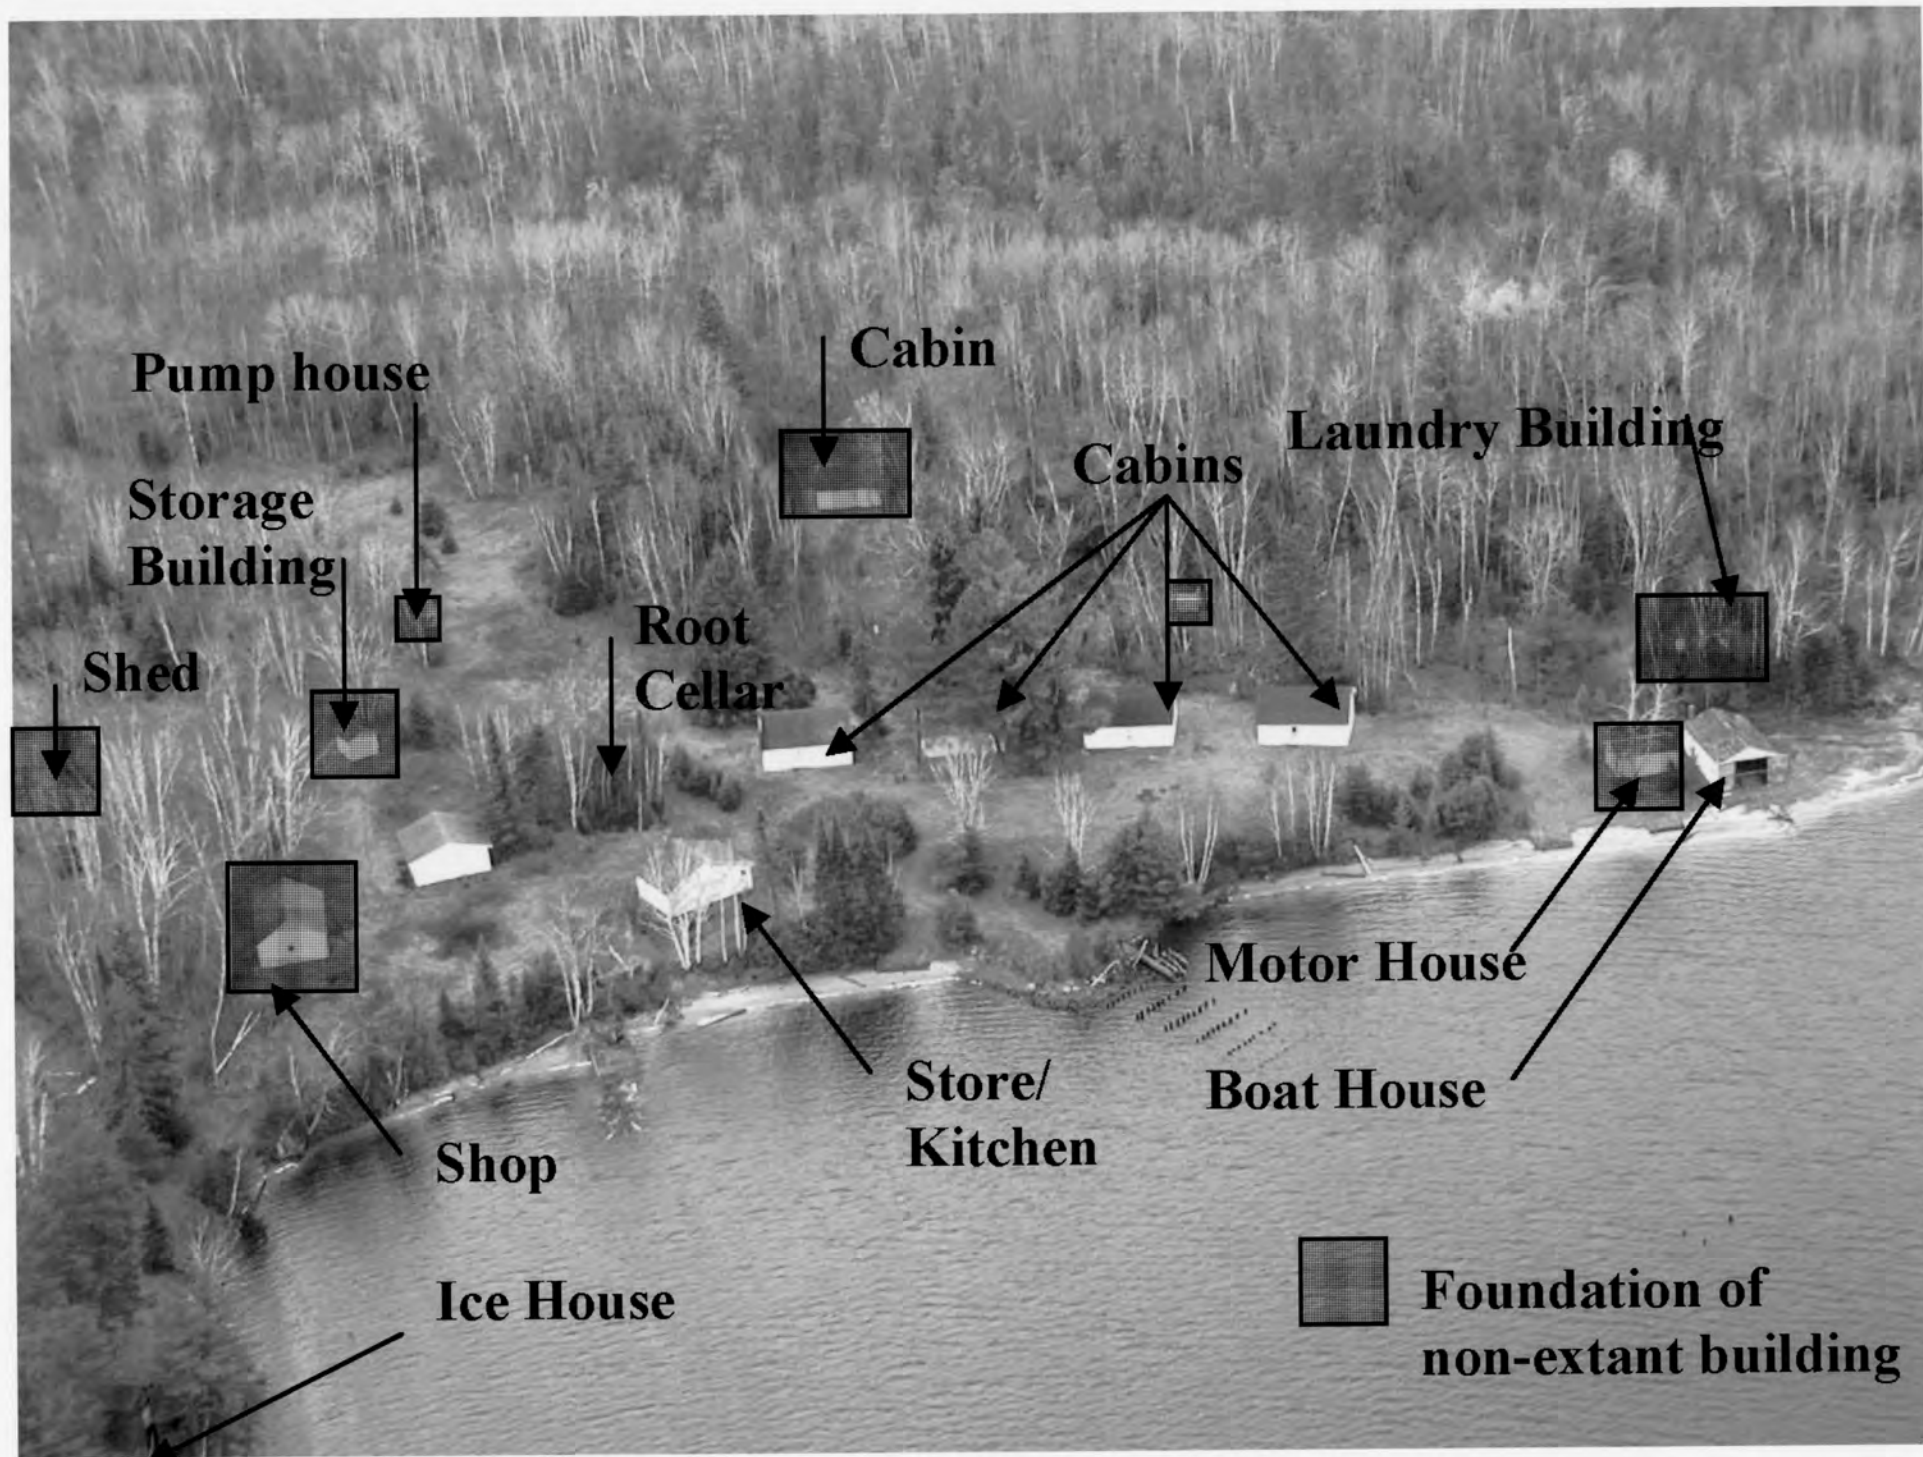 Cabin
Pump house
Laundry Building
Cabins
Storage
Building
Root
Cellar
Shed
Motor House
Store/
Kitchen
Boat House
Shop
Ice House
Foundation of
non-extant building